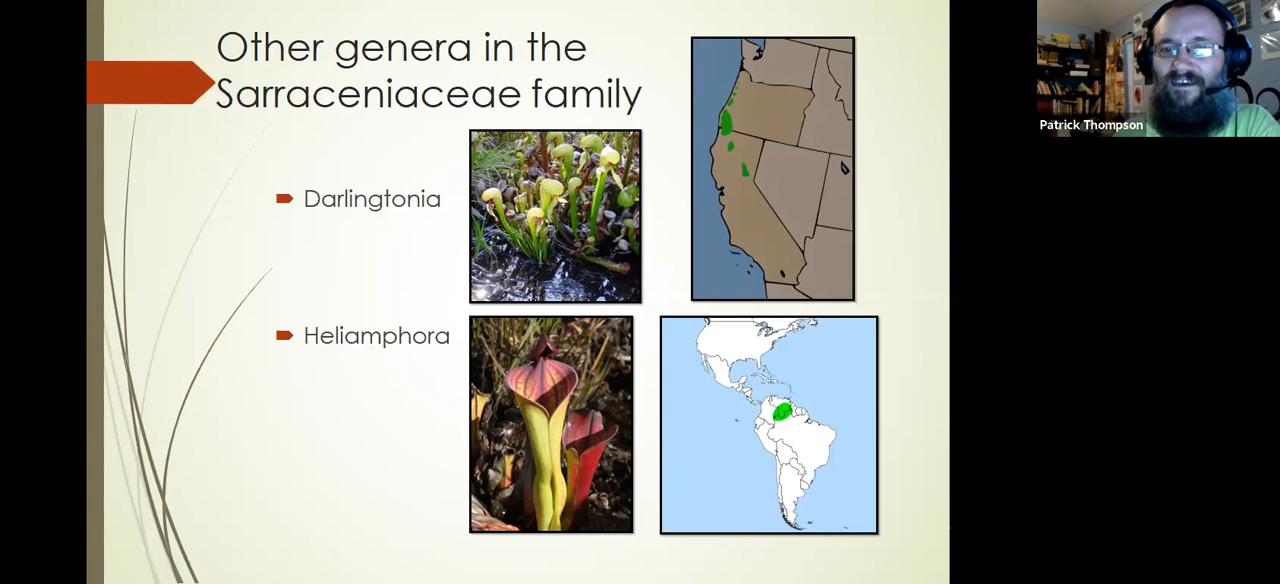 Other genera in the
Sarraceniaceae family
Patrick Thompson
Darlingtonia
Heliamphora